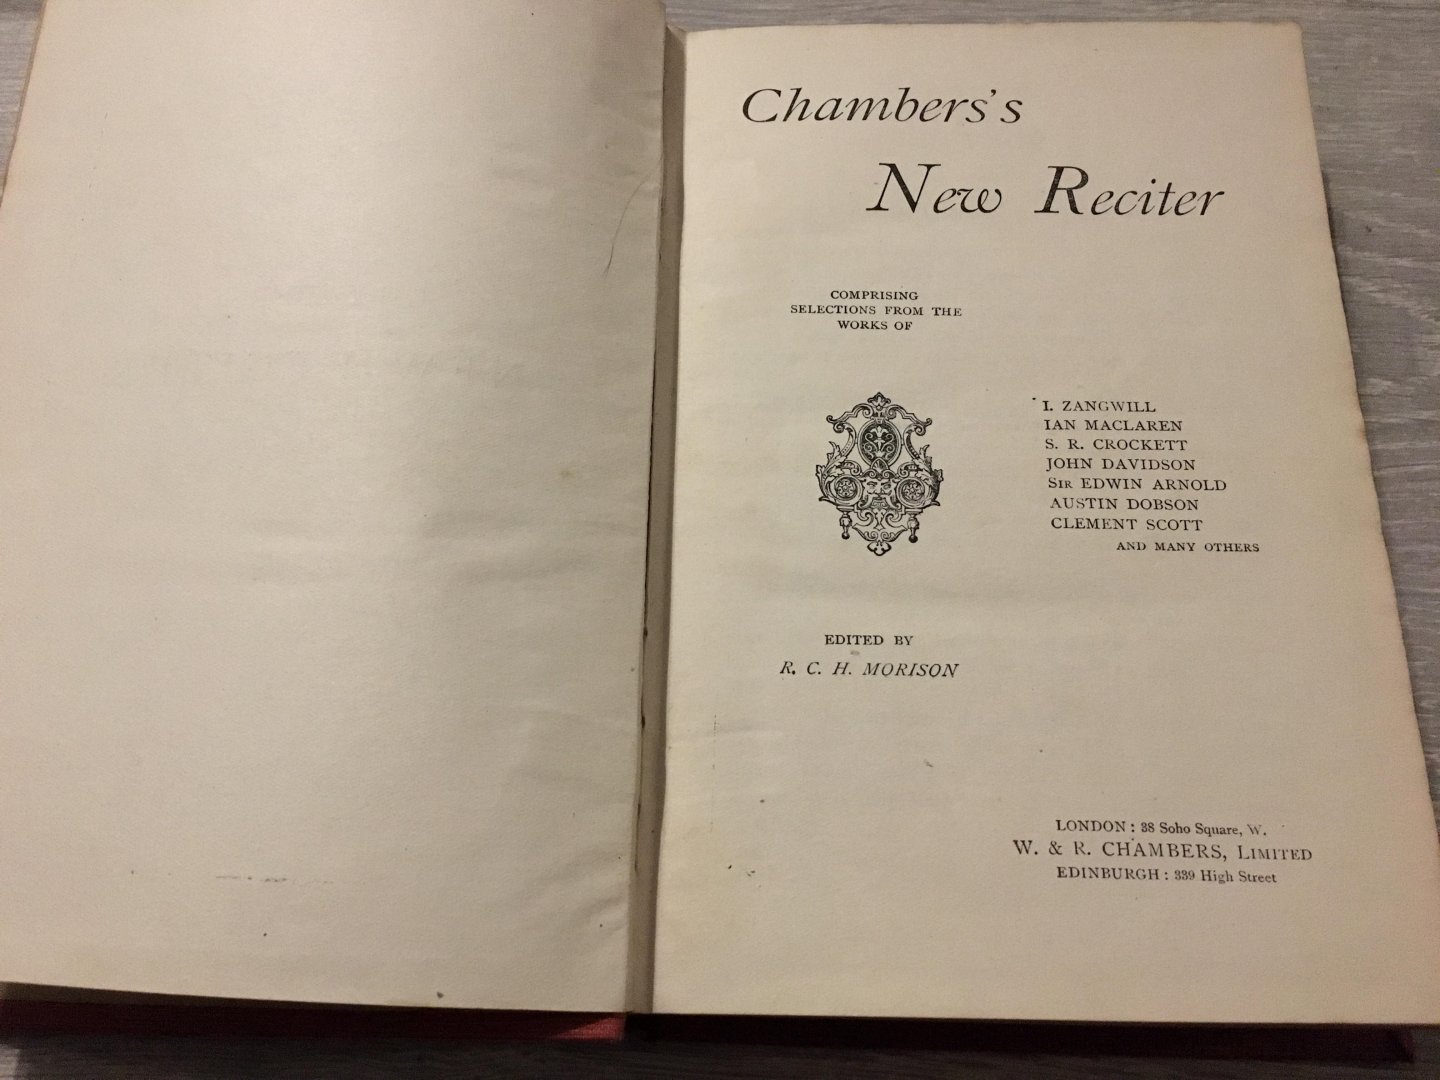 Chambers's
New Reciter
COMPRISING
SELECTIONS FROM THE
WORKS OF
I. ZANGWILL
IAN MACLAREN
S. R. CROCKETT
JOHN DAVIDSON
SIR EDWIN ARNOLD
AUSTIN DOBSON
CLEMENT SCOTT
AND MANY OTHERS
EDITED BY
R. C. H. MORISON
LONDON: 38 Soho Square, W.
W. & R. CHAMBERS, LIMITED
EDINBURGH: 339 High Street